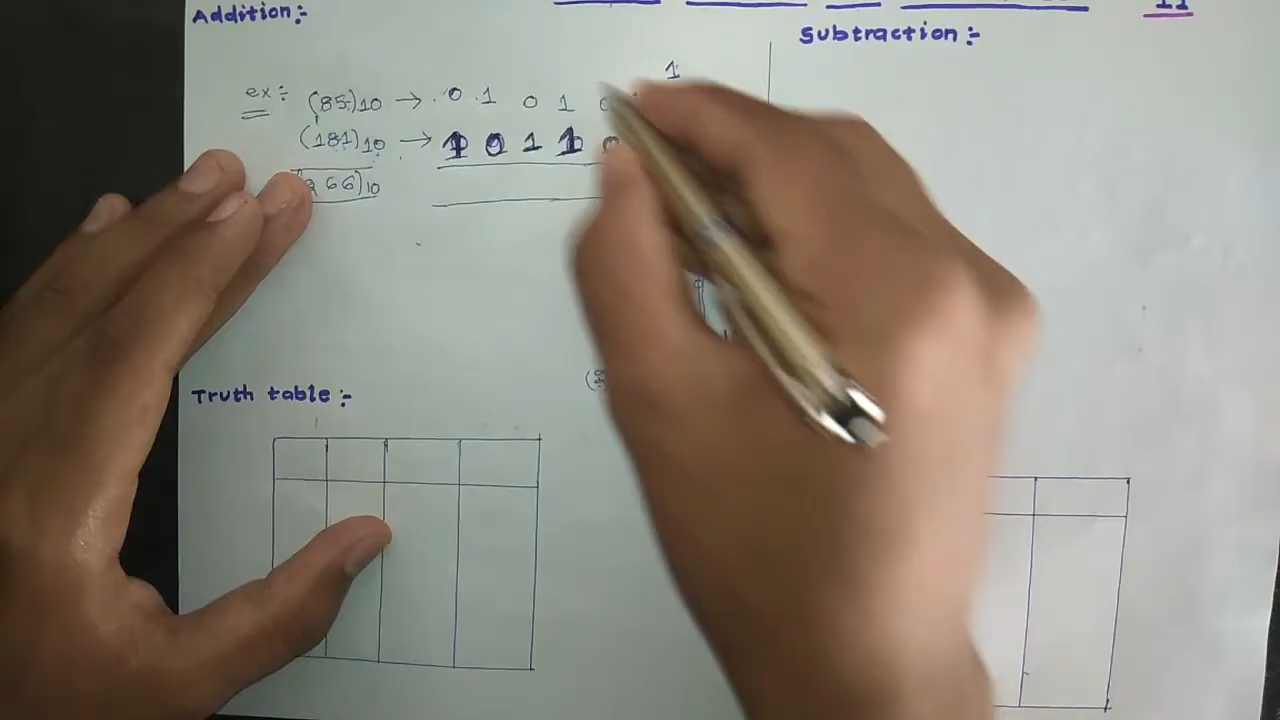 Addition:-
Subtraction:-
1
ex:- (85)10 → 0 1 0 1 0
(181)10 → 1 0 1 1 0
266)10
Truth table:-